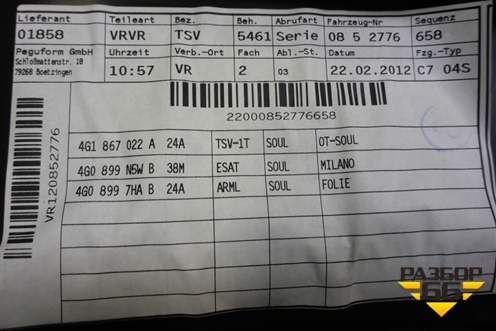 Lieferant Teileart Bez. Beh. Abrufart Fahrzeug-Nr Sequenz
01858 VRVR TSV 5461 Serie 08 5 2776 658
Peguform GmbH Uhrzeit Verb.-Ort Fach Abl.-St. Datum Fzg.-Typ
Schloßmattenstr. 18
79268 Boetzingen 10:57 VR 2 03 22.02.2012 C7 04S
22000852776658
VR120852776
4G1 867 022 A 24A TSV-1T SOUL OT-SOUL
4G0 899 N5W B 38M ESAT SOUL MILANO
4G0 899 7HA B 24A ARML SOUL FOLIE
РАЗБОР
66